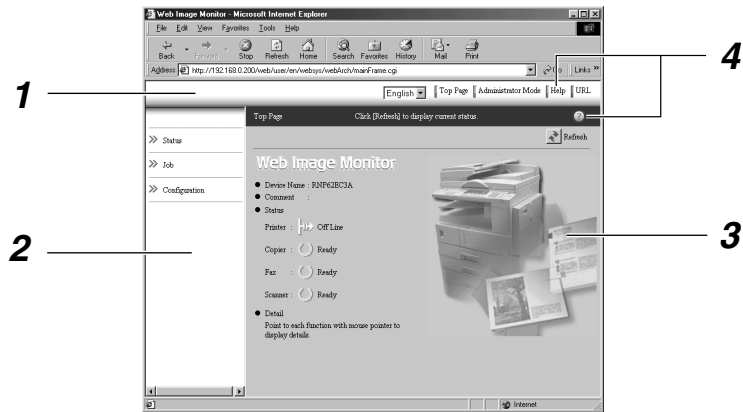 Web Image Monitor - Microsoft Internet Explorer
File Edit View Favorites Tools Help
Back Forward Stop Refresh Home Search Favorites History Mail Print
Address http://192.168.0.200/web/user/en/websys/webArch/mainFrame.cgi Go Links »
1
4
English Top Page Administrator Mode Help URL
Top Page Click [Refresh] to display current status. ?
Refresh
Status
Job
Configuration
Web Image Monitor
Device Name : RNP62EC3A
Comment :
Status
Printer : Off Line
Copier : Ready
Fax : Ready
Scanner : Ready
Detail
Point to each function with mouse pointer to
display details.
2
3
Internet